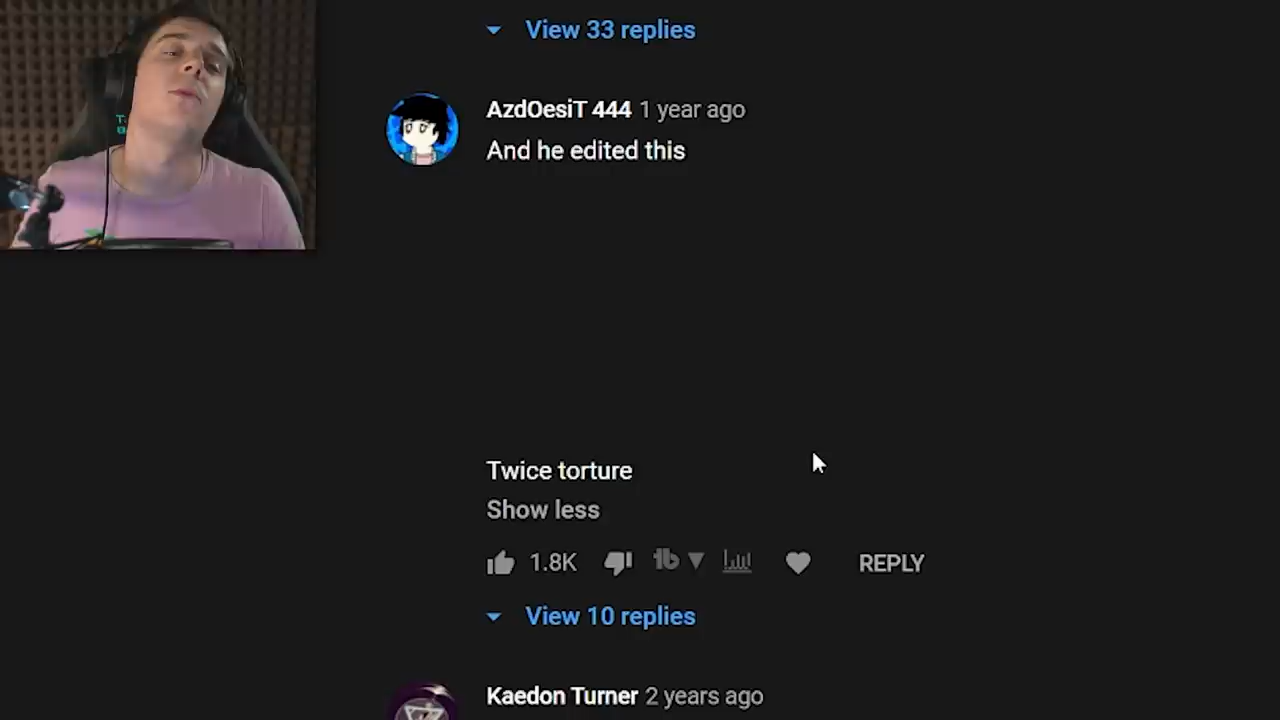 View 33 replies
AzdOesiT 444 1 year ago
And he edited this
Twice torture
Show less
1.8K REPLY
View 10 replies
Kaedon Turner 2 years ago